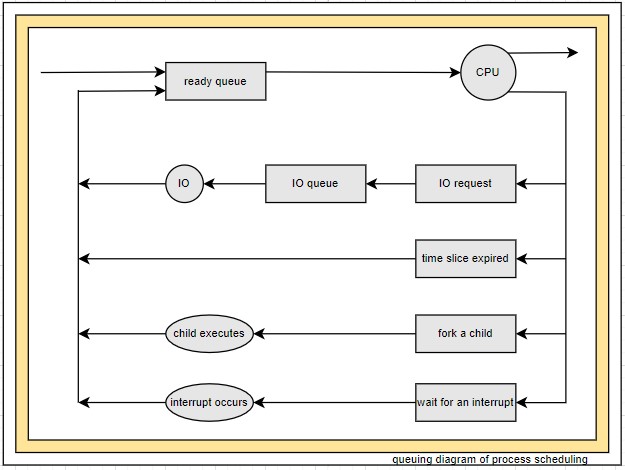 ready queue
CPU
IO
IO queue
IO request
time slice expired
child executes
fork a child
interrupt occurs
wait for an interrupt
queuing diagram of process scheduling